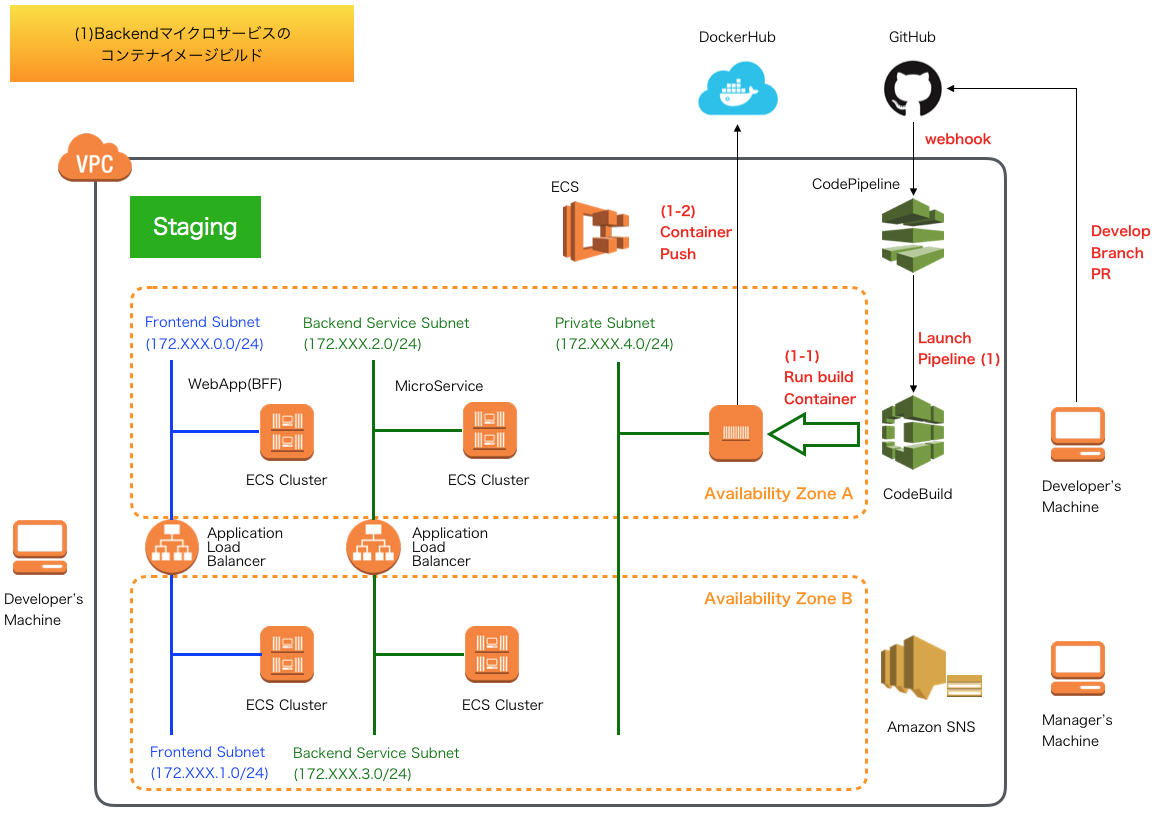 (1)Backendマイクロサービスの
コンテナイメージビルド
DockerHub
GitHub
webhook
VPC
Staging
ECS
(1-2)
Container
Push
CodePipeline
Develop
Branch
PR
Frontend Subnet
(172.XXX.0.0/24)
Backend Service Subnet
(172.XXX.2.0/24)
Private Subnet
(172.XXX.4.0/24)
Launch
Pipeline (1)
(1-1)
Run build
Container
WebApp(BFF)
MicroService
ECS Cluster
ECS Cluster
Availability Zone A
CodeBuild
Developer's
Machine
Application
Load
Balancer
Application
Load
Balancer
Developer's
Machine
Availability Zone B
ECS Cluster
ECS Cluster
Amazon SNS
Manager's
Machine
Frontend Subnet
(172.XXX.1.0/24)
Backend Service Subnet
(172.XXX.3.0/24)